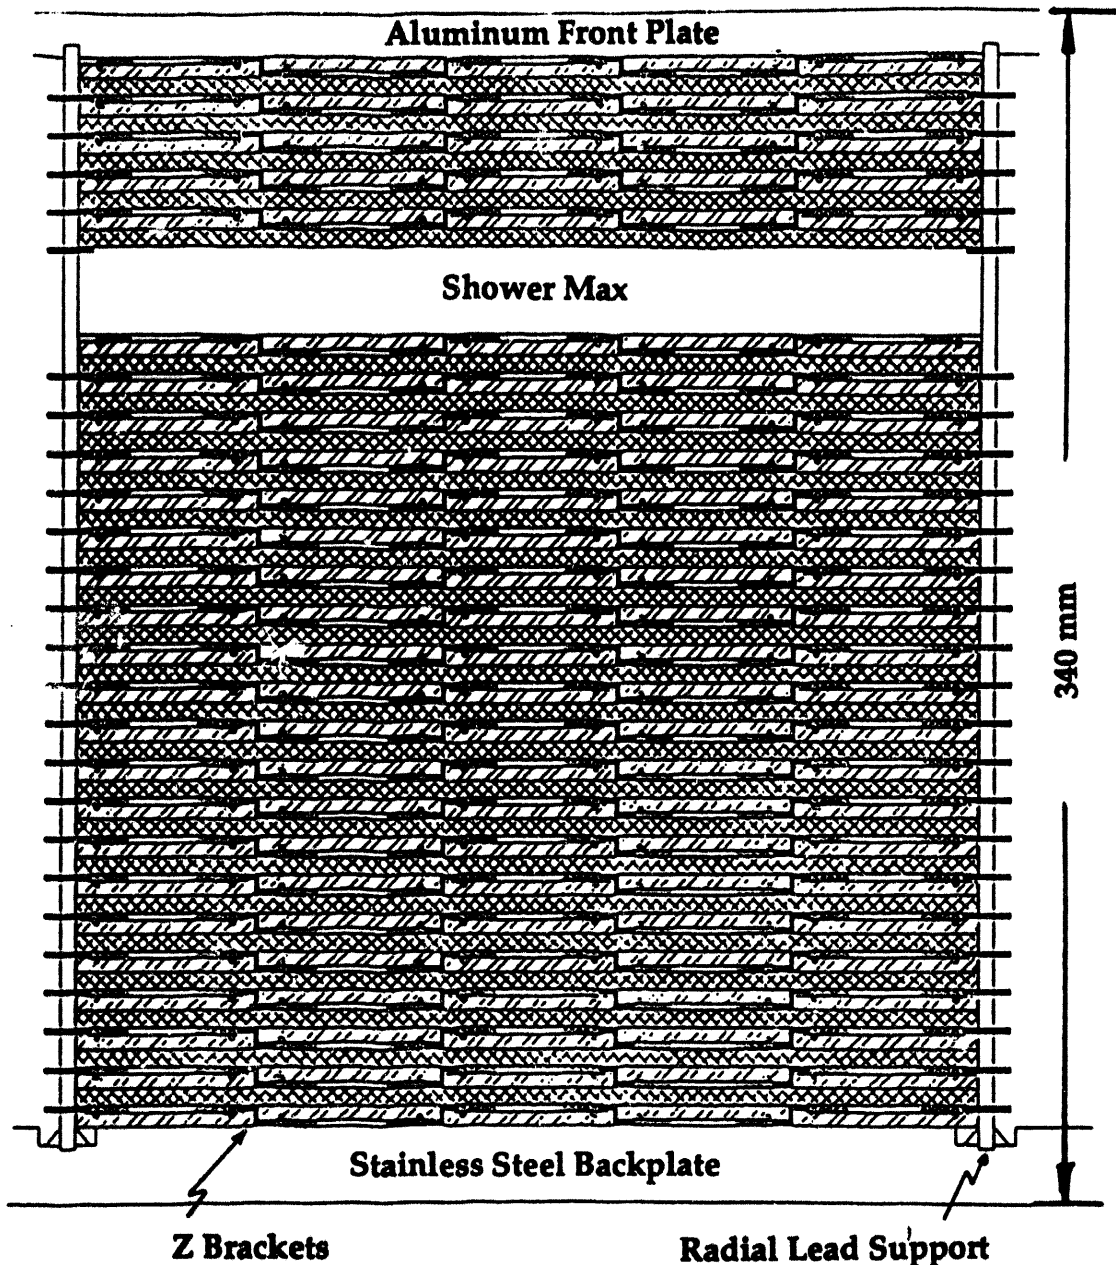 Aluminum Front Plate
Shower Max
340 mm
Stainless Steel Backplate
Z Brackets
Radial Lead Support